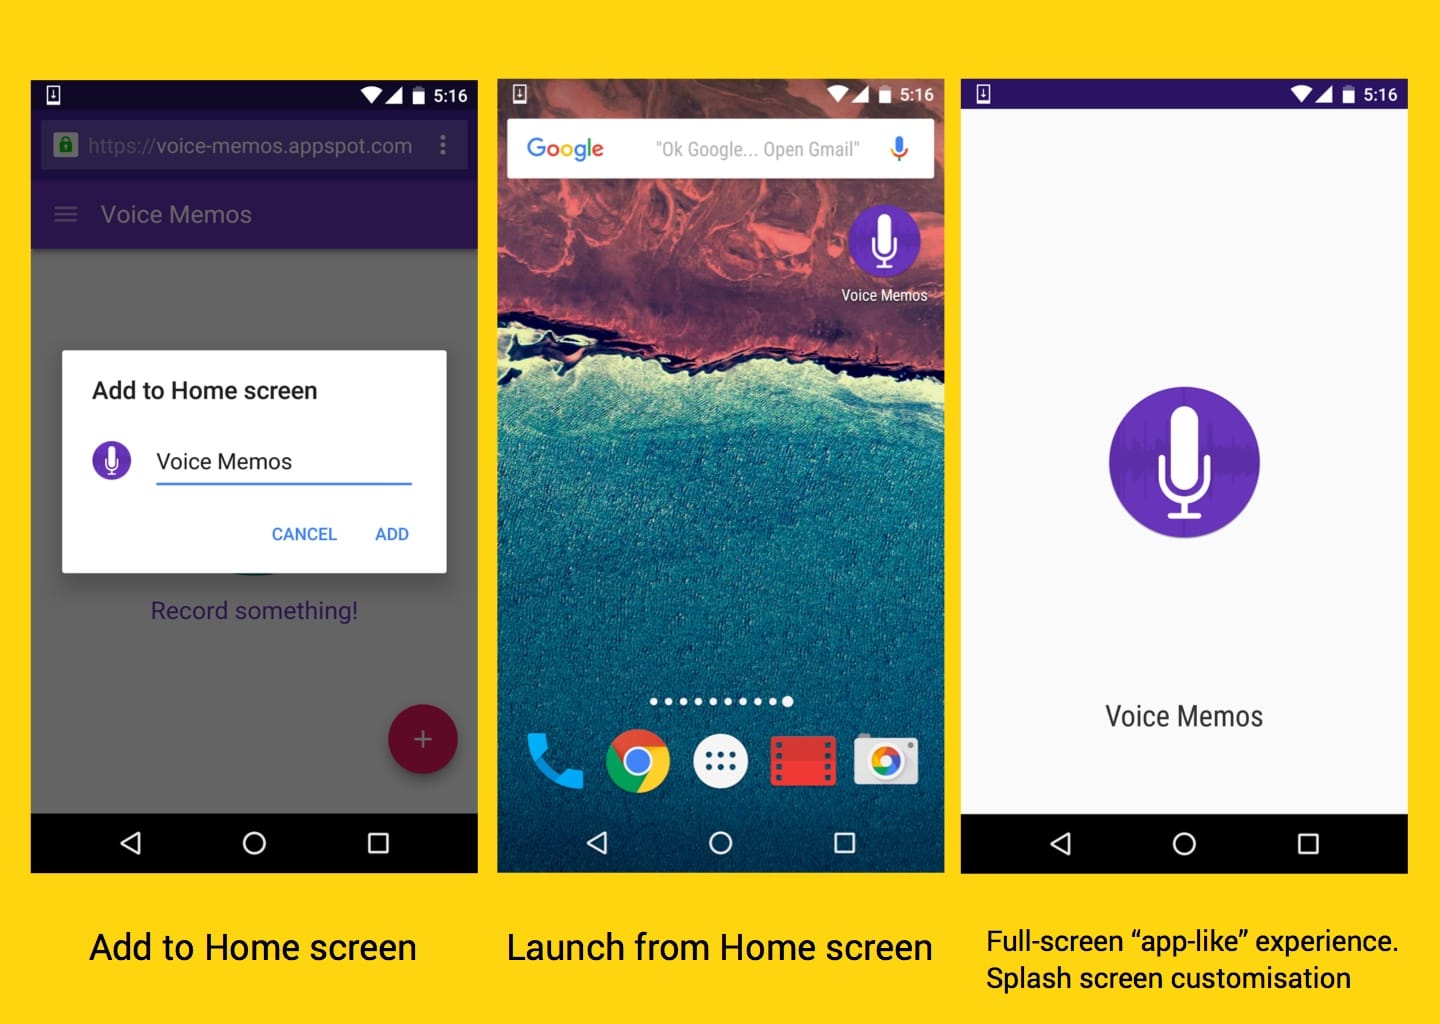 5:16
https://voice-memos.appspot.com
Voice Memos
Add to Home screen
Voice Memos
CANCEL ADD
Record something!
+
Add to Home screen
5:16
Google "Ok Google... Open Gmail"
Voice Memos
Launch from Home screen
5:16
Voice Memos
Full-screen “app-like” experience.
Splash screen customisation